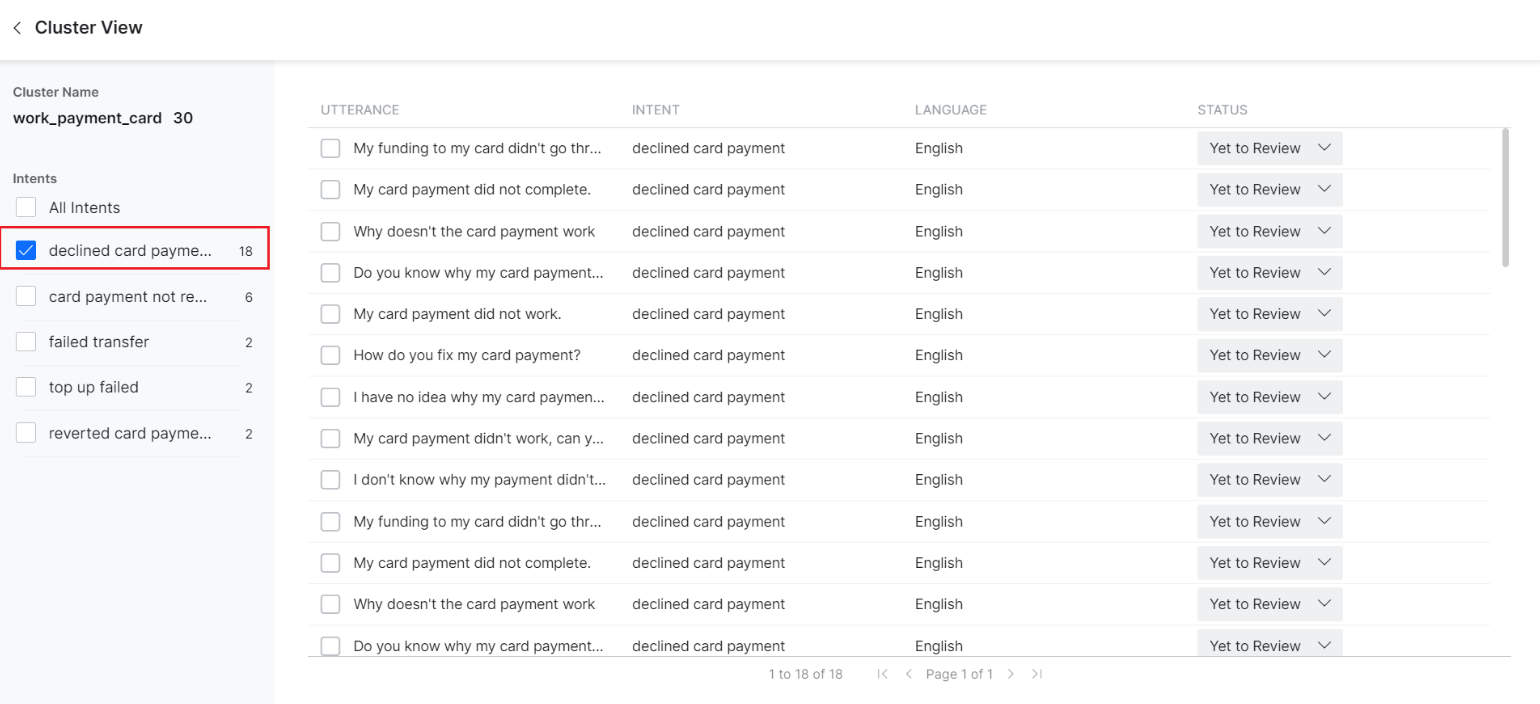 Cluster View
Cluster Name
work_payment_card 30
Intents
All Intents
declined card payme... 18
card payment not re... 6
failed transfer 2
top up failed 2
reverted card payme... 2
UTTERANCE INTENT LANGUAGE STATUS
My funding to my card didn't go thr... declined card payment English Yet to Review
My card payment did not complete. declined card payment English Yet to Review
Why doesn't the card payment work declined card payment English Yet to Review
Do you know why my card payment... declined card payment English Yet to Review
My card payment did not work. declined card payment English Yet to Review
How do you fix my card payment? declined card payment English Yet to Review
I have no idea why my card paymen... declined card payment English Yet to Review
My card payment didn't work, can y... declined card payment English Yet to Review
I don't know why my payment didn't... declined card payment English Yet to Review
My funding to my card didn't go thr... declined card payment English Yet to Review
My card payment did not complete. declined card payment English Yet to Review
Why doesn't the card payment work declined card payment English Yet to Review
Do you know why my card payment... declined card payment English Yet to Review
1 to 18 of 18 Page 1 of 1